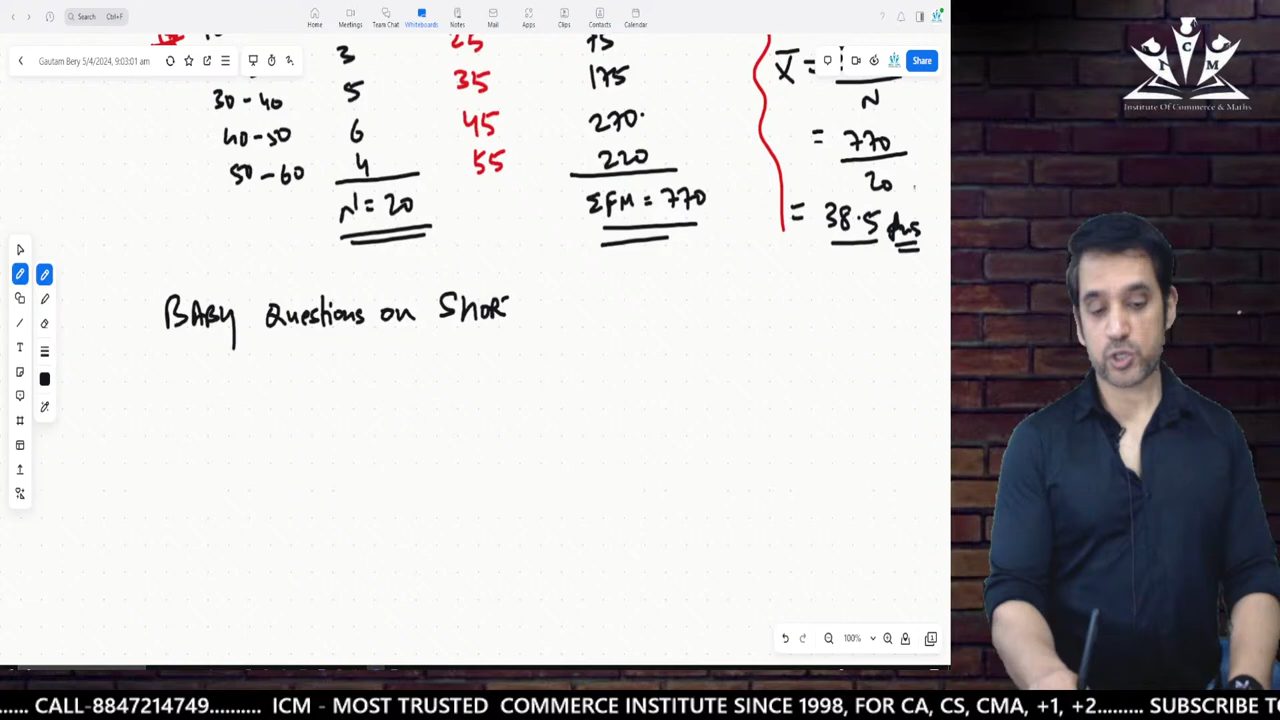 Search Ctrl+F
Home Meetings Team Chat Whiteboards Notes Mail Apps Clips Contacts Calendar
Gautam Bery 5/4/2024, 9:03:01 am
Share
3 25 75
30-40 5 35 175
40-50 6 45 270
50-60 4 55 220
N = 20 ΣFM = 770
X̅ =
N
= 770
20
= 38.5 Ans
BABY Questions on SHORT
100%
I C M
Institute Of Commerce & Maths
..... CALL-8847214749.......... ICM - MOST TRUSTED COMMERCE INSTITUTE SINCE 1998, FOR CA, CS, CMA, +1, +2......... SUBSCRIBE TO